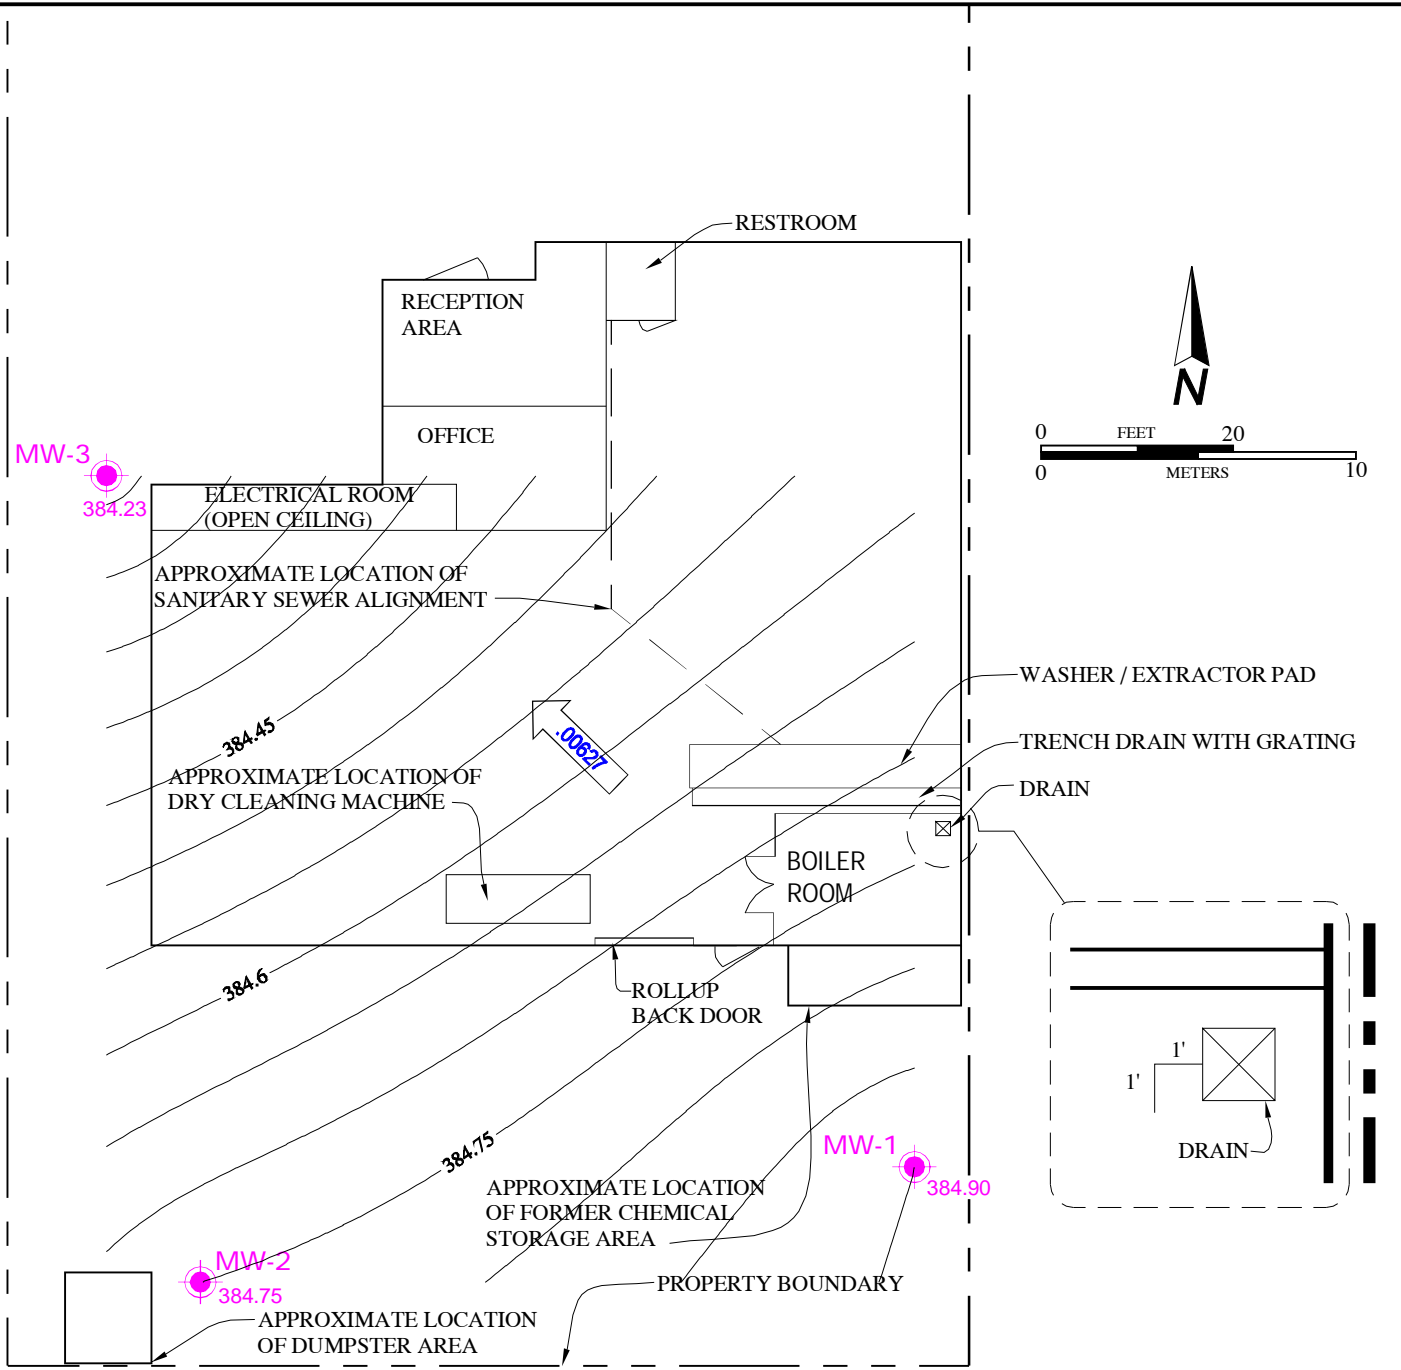 RESTROOM
RECEPTION
AREA
N
0 FEET 20
0 METERS 10
OFFICE
MW-3
384.23
ELECTRICAL ROOM
(OPEN CEILING)
APPROXIMATE LOCATION OF
SANITARY SEWER ALIGNMENT
WASHER / EXTRACTOR PAD
384.45
.00627
TRENCH DRAIN WITH GRATING
APPROXIMATE LOCATION OF
DRY CLEANING MACHINE
DRAIN
BOILER
ROOM
384.6
ROLLUP
BACK DOOR
1'
1'
DRAIN
384.75
MW-1
384.90
APPROXIMATE LOCATION
OF FORMER CHEMICAL
STORAGE AREA
MW-2
384.75
PROPERTY BOUNDARY
APPROXIMATE LOCATION
OF DUMPSTER AREA